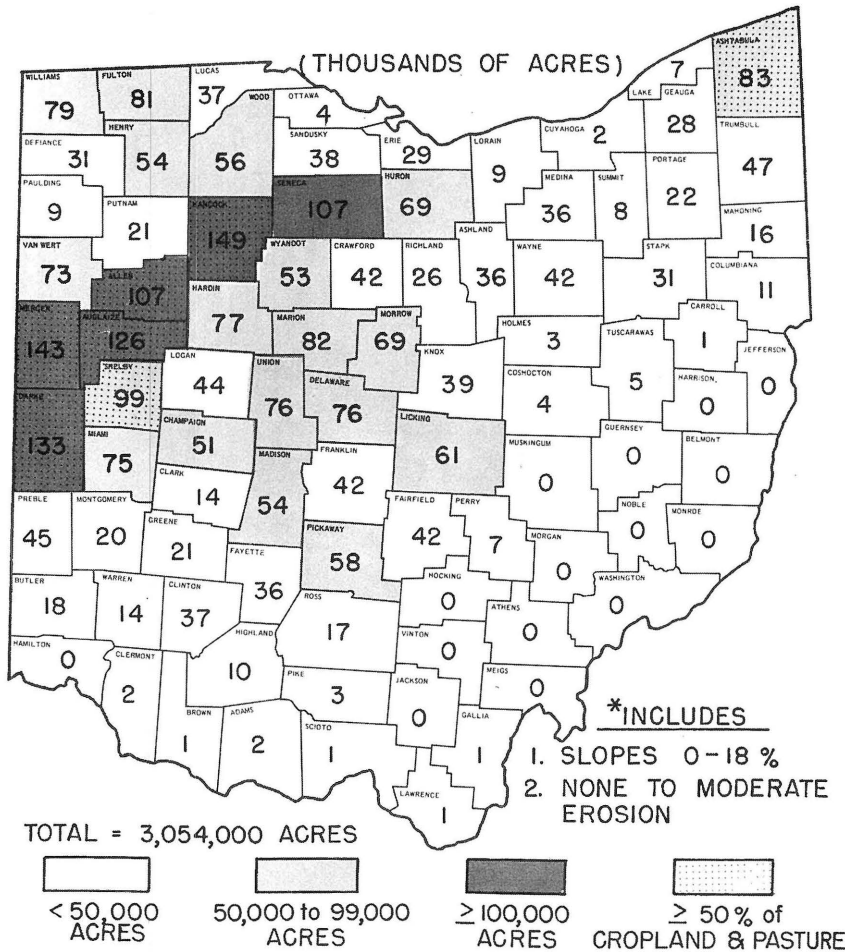 (THOUSANDS OF ACRES)
WILLIAMS
79
FULTON
81
LUCAS
37
WOOD
56
OTTAWA
4
LAKE
7
GEAUGA
28
ASHTABULA
83
DEFIANCE
31
HENRY
54
SANDUSKY
38
ERIE
29
LORAIN
9
CUYAHOGA
2
TRUMBULL
47
PAULDING
9
PUTNAM
21
HANCOCK
149
SENECA
107
HURON
69
MEDINA
36
SUMMIT
8
PORTAGE
22
MAHONING
16
VAN WERT
73
ALLEN
107
WYANDOT
53
CRAWFORD
42
RICHLAND
26
ASHLAND
36
WAYNE
42
STARK
31
COLUMBIANA
11
MERCER
143
AUGLAIZE
126
HARDIN
77
MARION
82
MORROW
69
KNOX
39
HOLMES
3
TUSCARAWAS
5
CARROLL
1
JEFFERSON
0
SHELBY
99
LOGAN
44
UNION
76
DELAWARE
76
COSHOCTON
4
HARRISON
0
DARKE
133
MIAMI
75
CHAMPAIGN
51
LICKING
61
MUSKINGUM
0
GUERNSEY
0
BELMONT
0
CLARK
14
MADISON
54
FRANKLIN
42
PREBLE
45
MONTGOMERY
20
GREENE
21
FAYETTE
36
PICKAWAY
58
FAIRFIELD
42
PERRY
7
MORGAN
0
NOBLE
0
MONROE
0
BUTLER
18
WARREN
14
CLINTON
37
ROSS
17
HOCKING
0
ATHENS
0
WASHINGTON
0
HAMILTON
0
CLERMONT
2
HIGHLAND
10
PIKE
3
VINTON
0
MEIGS
0
BROWN
1
ADAMS
2
SCIOTO
1
JACKSON
0
GALLIA
1
LAWRENCE
1
*INCLUDES
1. SLOPES 0-18 %
2. NONE TO MODERATE
EROSION
TOTAL = 3,054,000 ACRES
< 50,000
ACRES
50,000 to 99,000
ACRES
≥ 100,000
ACRES
≥ 50% of
CROPLAND & PASTURE